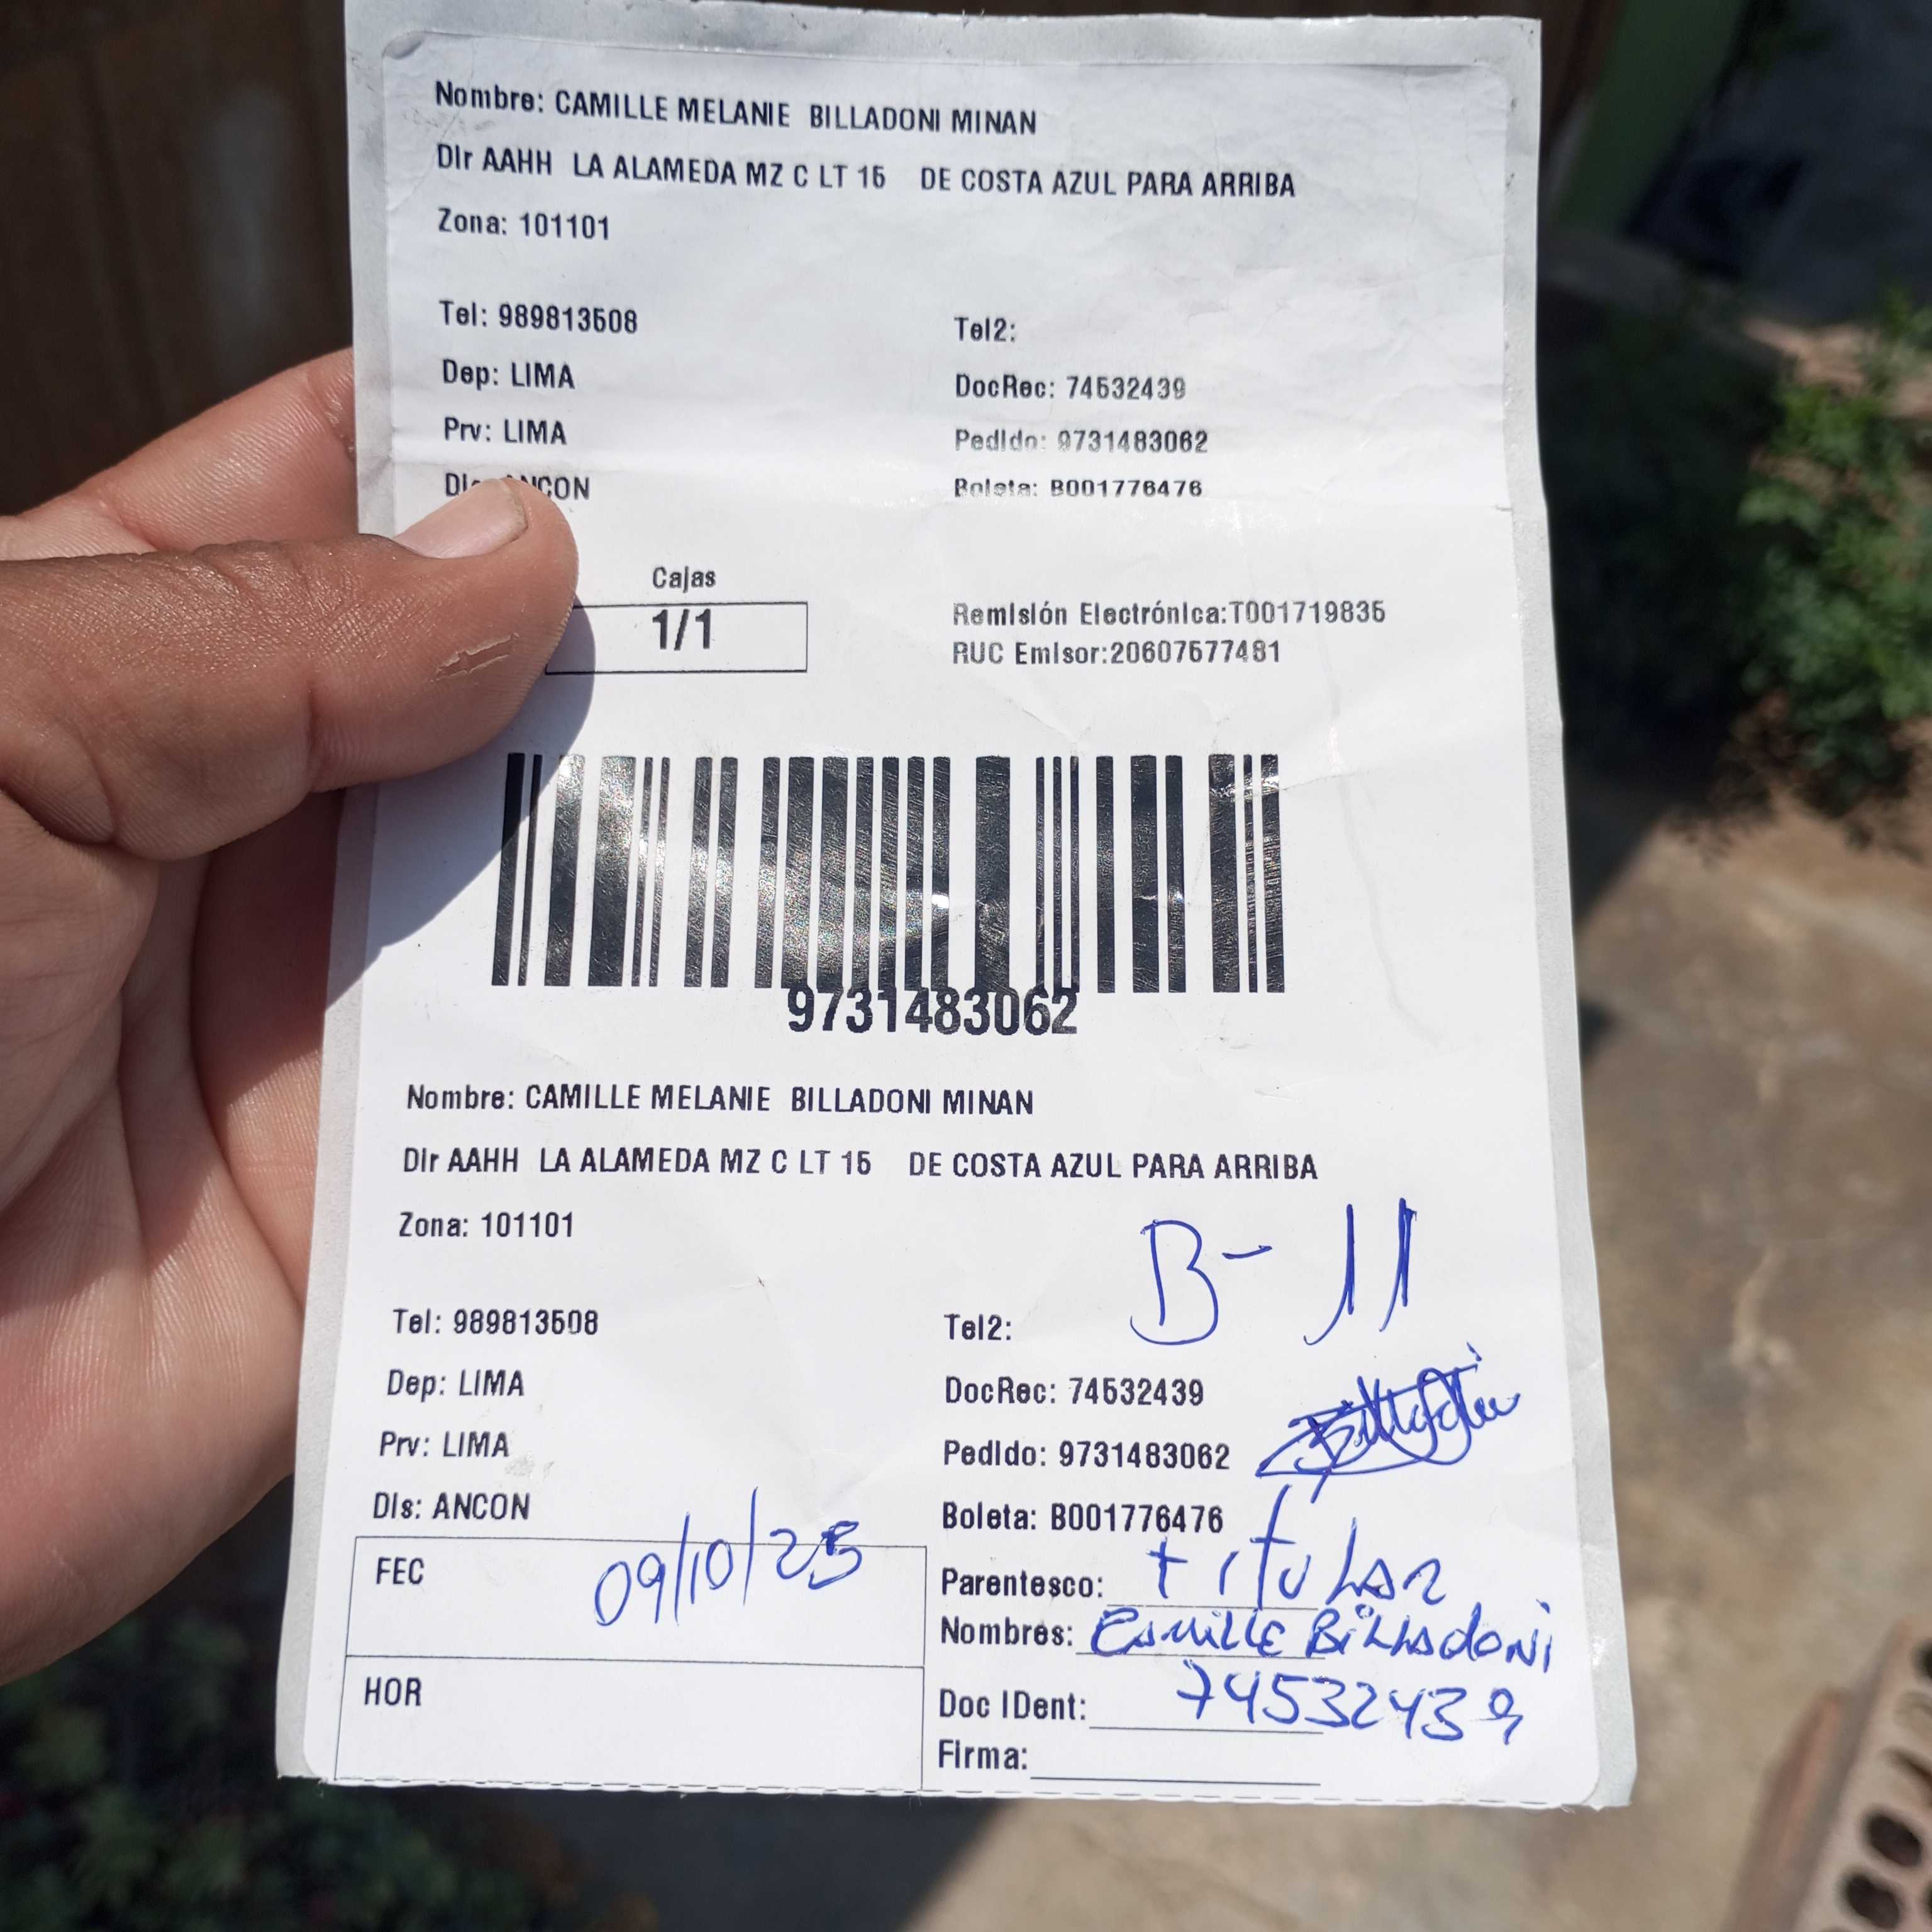 Nombre: CAMILLE MELANIE BILLADONI MINAN
Dir AAHH LA ALAMEDA MZ C LT 15 DE COSTA AZUL PARA ARRIBA
Zona: 101101
Tel: 989813508 Tel2:
Dep: LIMA DocRec: 74532439
Prv: LIMA Pedido: 9731483062
Boleta: B001776476
Cajas
1/1
Remisión Electrónica:T001719835
RUC Emisor:20607577481
9731483062
Nombre: CAMILLE MELANIE BILLADONI MINAN
Dir AAHH LA ALAMEDA MZ C LT 15 DE COSTA AZUL PARA ARRIBA
Zona: 101101
B-11
Tel: 989813508 Tel2:
Dep: LIMA DocRec: 74532439
Prv: LIMA Pedido: 9731483062
Dis: ANCON Boleta: B001776476
FEC 09/10/25
Parentesco: titular
Nombres: Camille Billadoni
HOR
Doc IDent: 74532439
Firma: